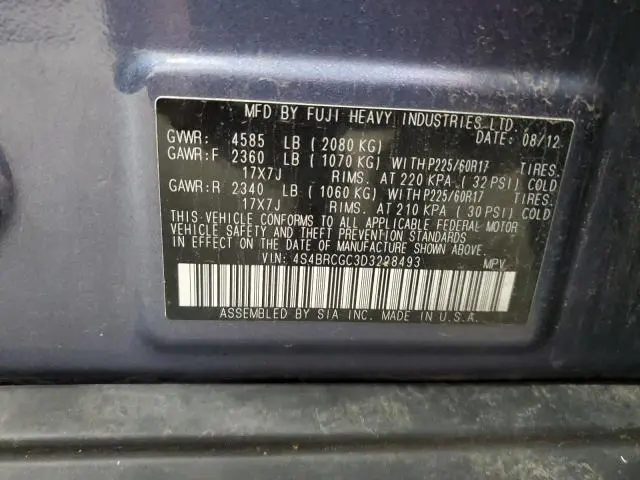 MFD BY FUJI HEAVY INDUSTRIES LTD.
DATE: 08/12
GVWR: 4585 LB (2080 KG)
GAWR:F 2360 LB (1070 KG) WITH P225/60R17 TIRES.
17X7J RIMS. AT 220 KPA (32 PSI) COLD
GAWR:R 2340 LB (1060 KG) WITH P225/60R17 TIRES.
17X7J RIMS. AT 210 KPA (30 PSI) COLD
THIS VEHICLE CONFORMS TO ALL APPLICABLE FEDERAL MOTOR
VEHICLE SAFETY AND THEFT PREVENTION STANDARDS IN
EFFECT ON THE DATE OF MANUFACTURE SHOWN ABOVE.
VIN: 4S4BRCGC3D3228493 MPV
ASSEMBLED BY SIA INC. MADE IN U.S.A.